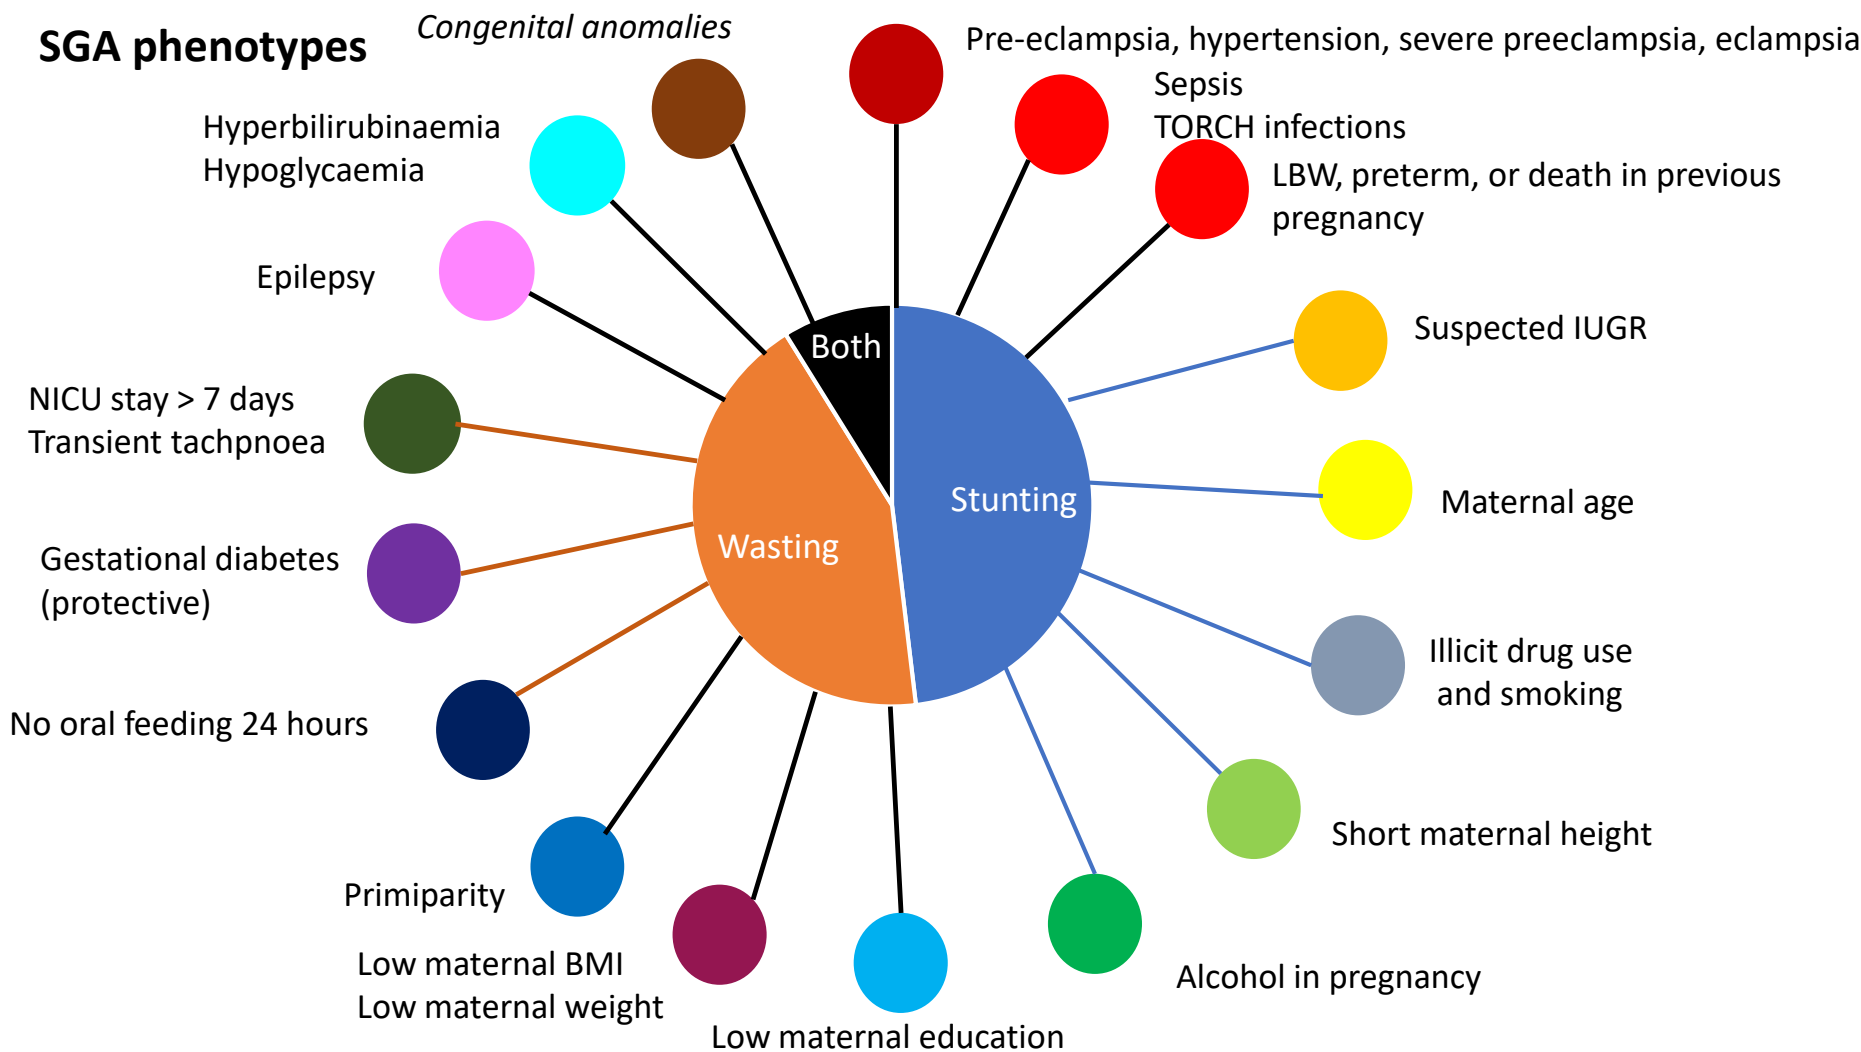 SGA phenotypes
Congenital anomalies
Pre-eclampsia, hypertension, severe preeclampsia, eclampsia
Sepsis
TORCH infections
LBW, preterm, or death in previous
pregnancy
Suspected IUGR
Maternal age
Illicit drug use
and smoking
Short maternal height
Alcohol in pregnancy
Low maternal education
Low maternal BMI
Low maternal weight
Primiparity
No oral feeding 24 hours
Gestational diabetes
(protective)
NICU stay > 7 days
Transient tachpnoea
Epilepsy
Hyperbilirubinaemia
Hypoglycaemia
Both
Stunting
Wasting